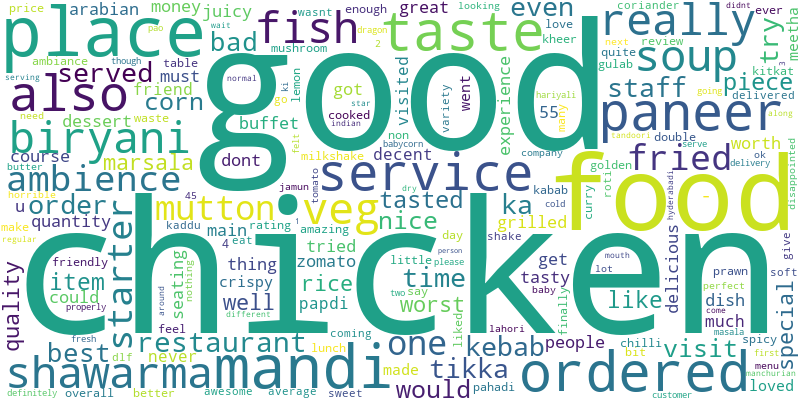 price arabian money juicy enough great looking coriander ever
place fish wasnt taste even love kheer really try meetha
pao ambiance table mushroom 2 dragon wait didnt review
though must friend bad good quite gulab soup kitkat
also served corn got visited variety went experience many hariyali staff piece
serving need waste dessert buffet lemon go ki star cooked indian next delivered going along
biryani dont non babycorn 55 company tandoori paneer double serve ok
butter course marsala felt normal milkshake decent service fried worth delivery disappointed
horrible ambience jamun tomato dry cold kabab golden roti hyderabadi
u order mutton veg tasted ka curry food
make quantity 45 kaddu 1 rating amazing nice grilled -
regular main 4 eat day shake person please mouth
quality friendly item thing zomato tried little time get delicious lot prawn soft give
could seating nothing crispy rice say tasty dish perfect
starter around feel well papdi two worst baby like much come special
chicken
properly different liked lahori finally chilli spicy masala
fresh best restaurant coming one kebab people bit visit first
dlf never lunch made tikka menu manchurian
shawarma mandi would pahadi ordered loved
definitely overall better awesome average sweet customer
3